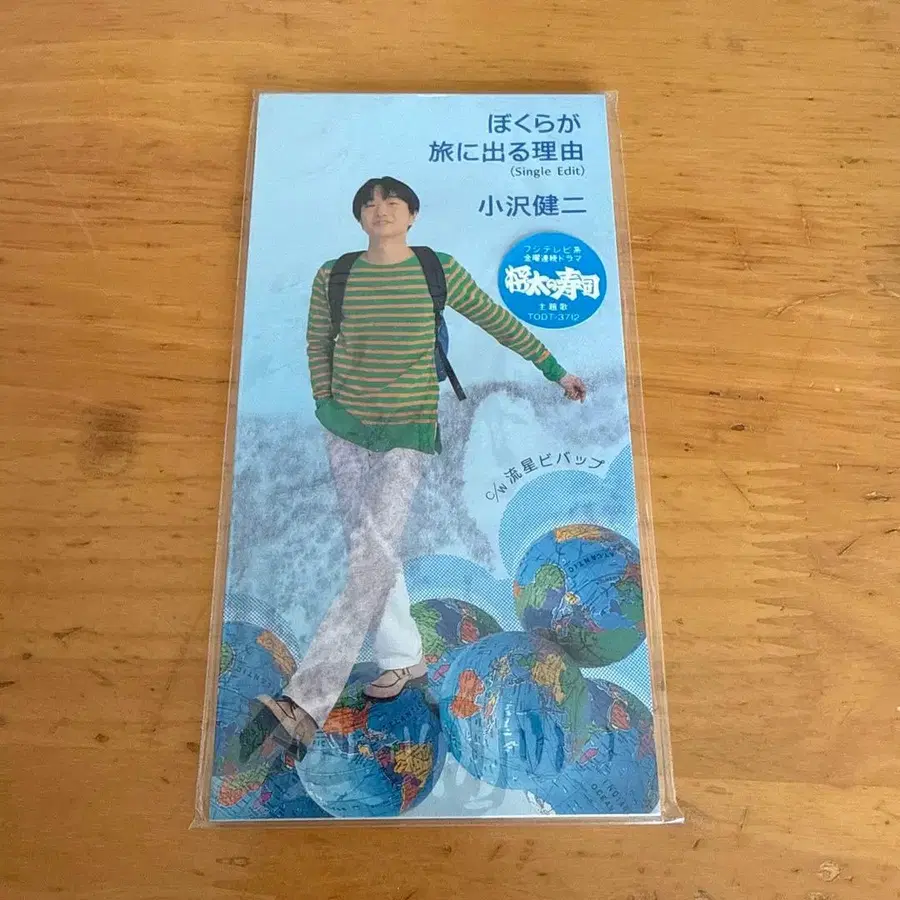 ぼくらが
旅に出る理由
(Single Edit)
小沢健二
フジテレビ系
金曜連続ドラマ
将太の寿司
主題歌
TODT-3712
c/w 流星ビバップ